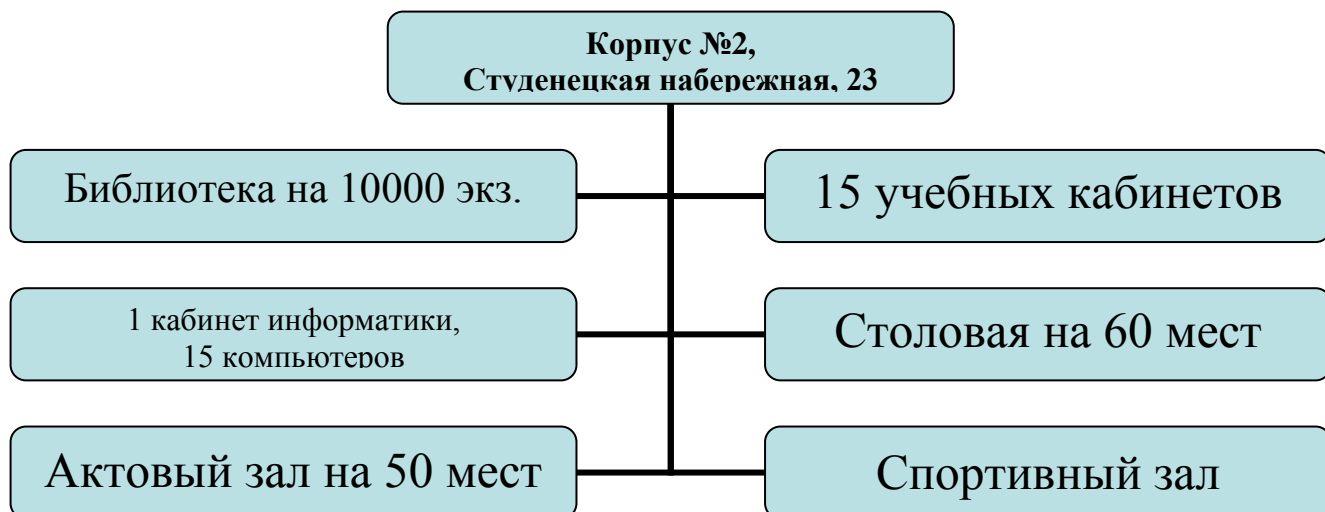 Корпус №2,
Студенецкая набережная, 23
Библиотека на 10000 экз.
15 учебных кабинетов
1 кабинет информатики,
15 компьютеров
Столовая на 60 мест
Актовый зал на 50 мест
Спортивный зал